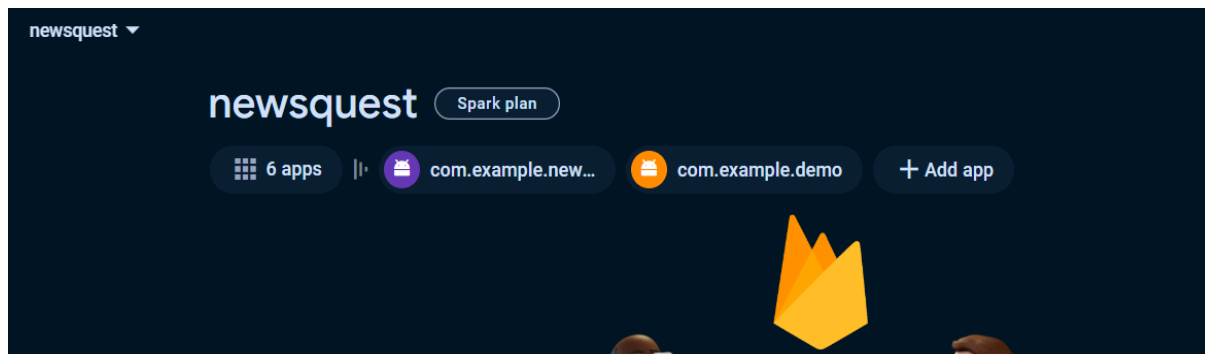 newsquest
newsquest Spark plan
6 apps com.example.new... com.example.demo + Add app